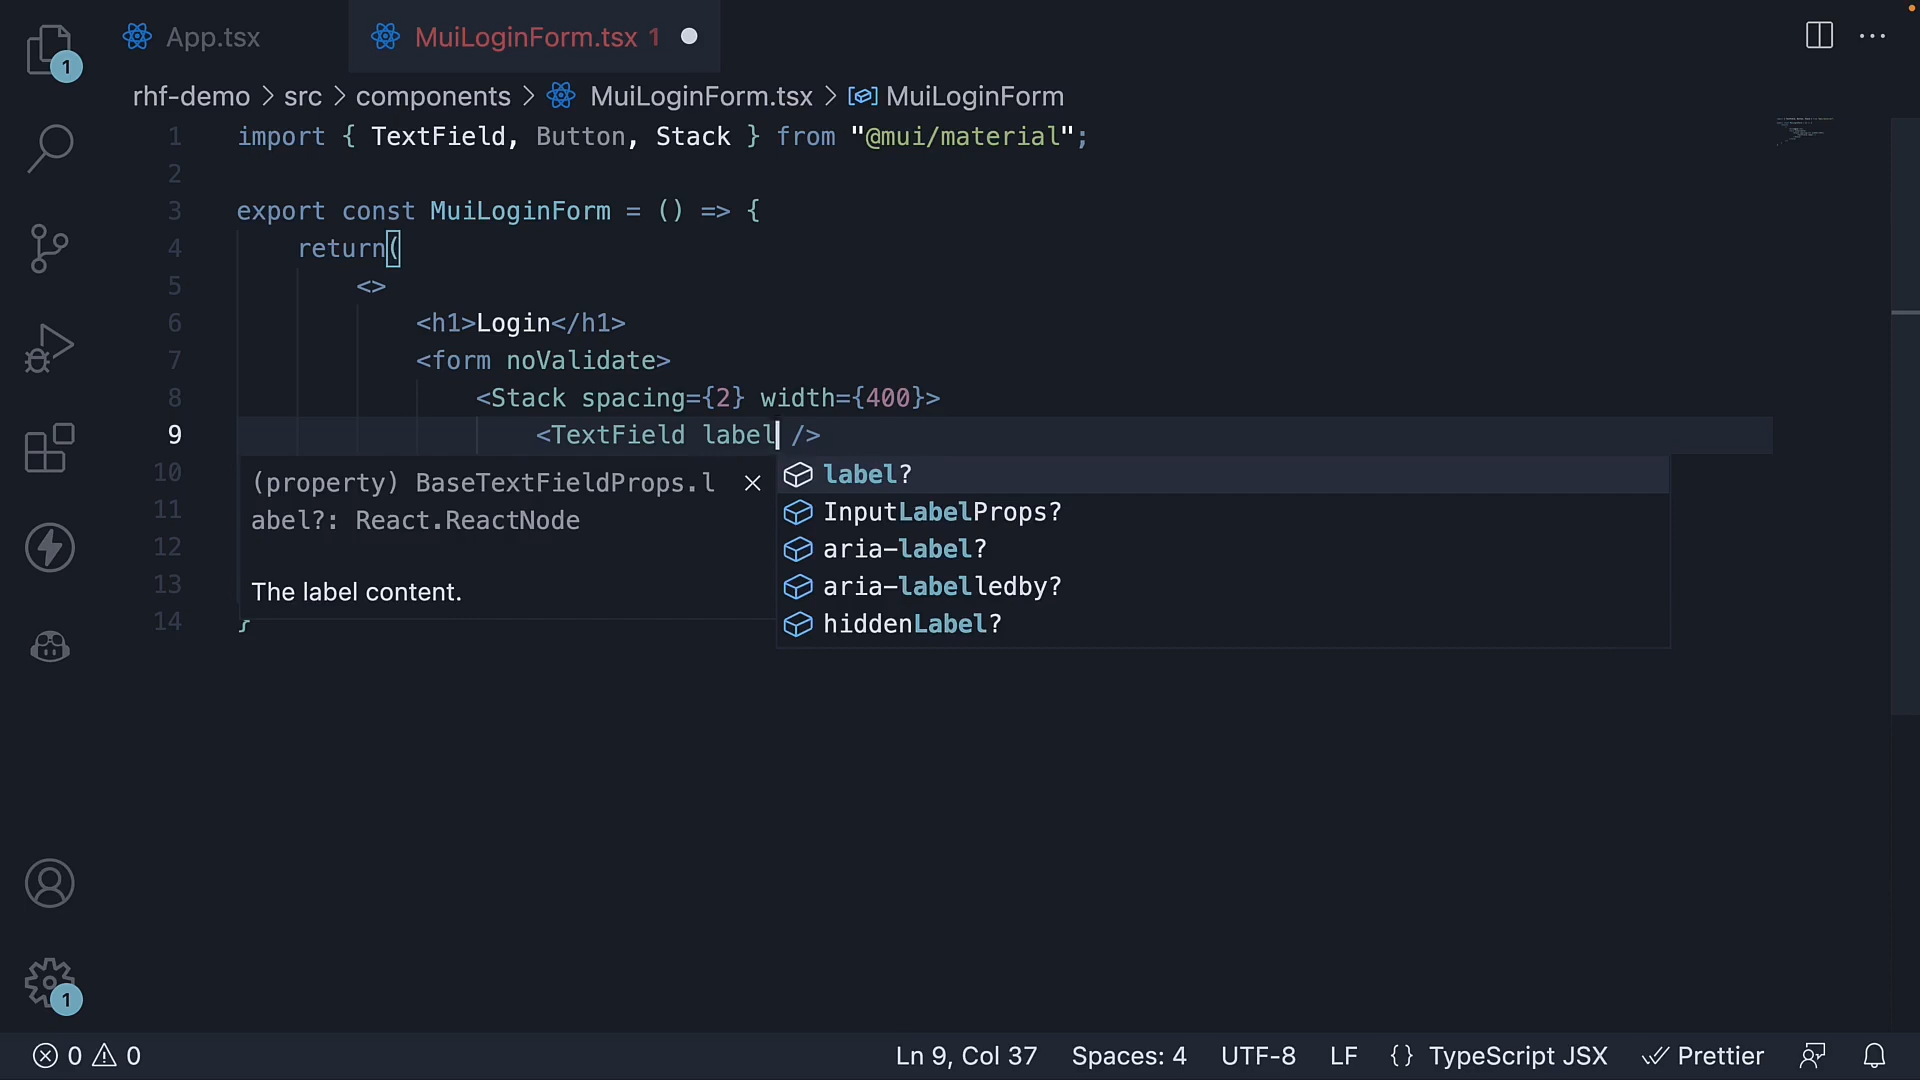 App.tsx
MuiLoginForm.tsx 1
1
rhf-demo > src > components > MuiLoginForm.tsx > MuiLoginForm
1 import { TextField, Button, Stack } from "@mui/material";
2
3 export const MuiLoginForm = () => {
4 return(
5 <>
6 <h1>Login</h1>
7 <form noValidate>
8 <Stack spacing={2} width={400}>
9 <TextField label />
10
11
12
13
14 }
(property) BaseTextFieldProps.l
abel?: React.ReactNode
The label content.
label?
InputLabelProps?
aria-label?
aria-labelledby?
hiddenLabel?
1
0 0 Ln 9, Col 37 Spaces: 4 UTF-8 LF {} TypeScript JSX Prettier